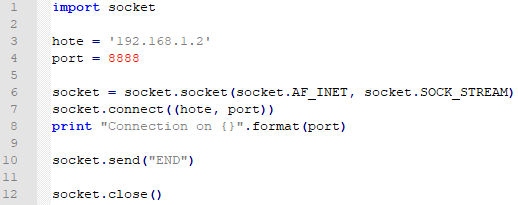 1 import socket
2
3 hote = '192.168.1.2'
4 port = 8888
5
6 socket = socket.socket(socket.AF_INET, socket.SOCK_STREAM)
7 socket.connect((hote, port))
8 print "Connection on {}".format(port)
9
10 socket.send("END")
11
12 socket.close()